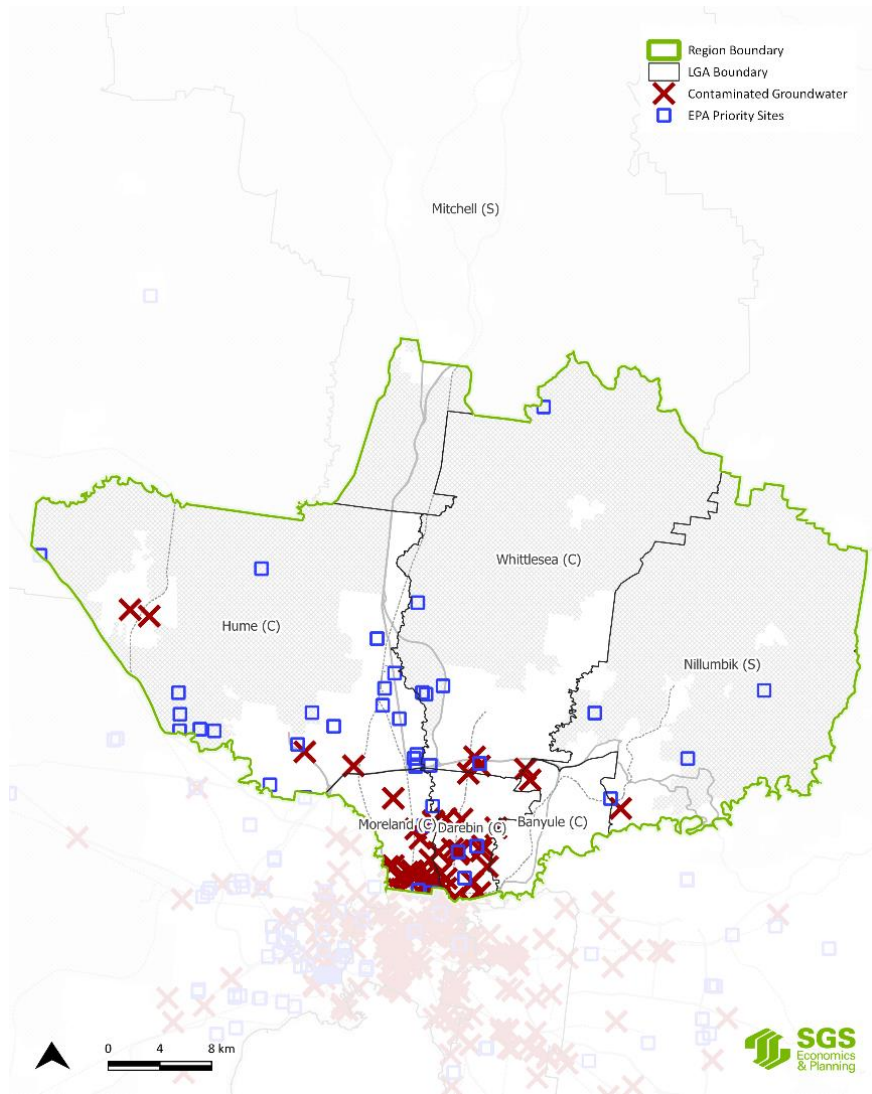 Region Boundary
LGA Boundary
Contaminated Groundwater
EPA Priority Sites
Mitchell (S)
Whittlesea (C)
Hume (C)
Nillumbik (S)
Moreland (C)
Darebin (C)
Banyule (C)
0 4 8 km
SGS
Economics
& Planning